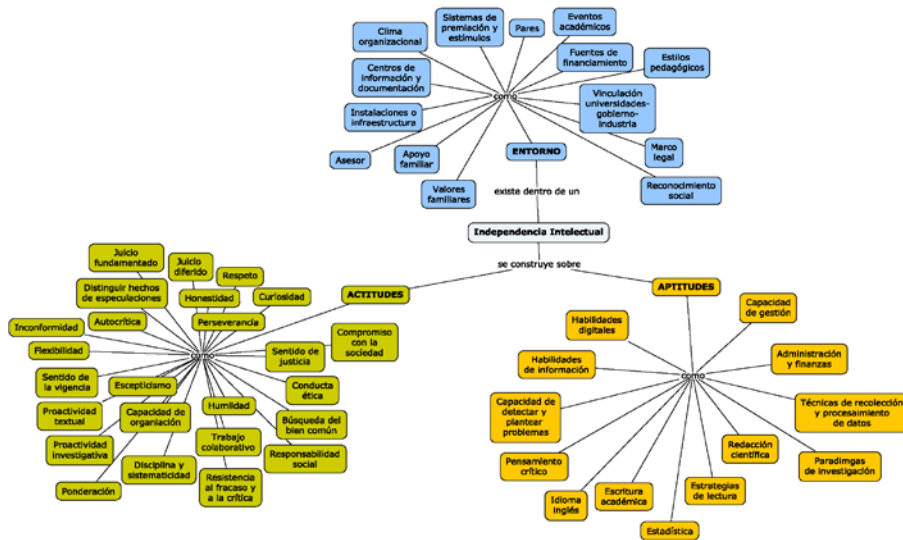 Sistemas de
premiación y
estímulos
Pares
Eventos
académicos
Clima
organizacional
Fuentes de
financiamiento
Estilos
pedagógicos
Centros de
información y
documentación
como
Vinculación
universidades-
gobierno-
industria
Instalaciones o
infraestructura
Asesor
Apoyo
familiar
ENTORNO
Marco
legal
Valores
familiares
Reconocimiento
social
existe dentro de un
Independencia Intelectual
se construye sobre
ACTITUDES
APTITUDES
Juicio
fundamentado
Juicio
diferido
Respeto
Distinguir hechos
de especulaciones
Honestidad
Curiosidad
Autocrítica
Perseverancia
Inconformidad
Compromiso
con la
sociedad
Flexibilidad
como
Sentido de
justicia
Sentido de
la vigencia
Escepticismo
Conducta
ética
Proactividad
textual
Capacidad de
organiación
Humildad
Búsqueda del
bien común
Proactividad
investigativa
Trabajo
colaborativo
Responsabilidad
social
Disciplina y
sistematicidad
Resistencia
al fracaso y
a la crítica
Ponderación
Capacidad
de gestión
Habilidades
digitales
Habilidades
de información
como
Administración
y finanzas
Capacidad de
detectar y
plantear
problemas
Técnicas de recolección
y procesaimento
de datos
Pensamiento
crítico
Redacción
científica
Paradimgas de
investigación
Idioma
Inglés
Escritura
académica
Estrategias
de lectura
Estadística